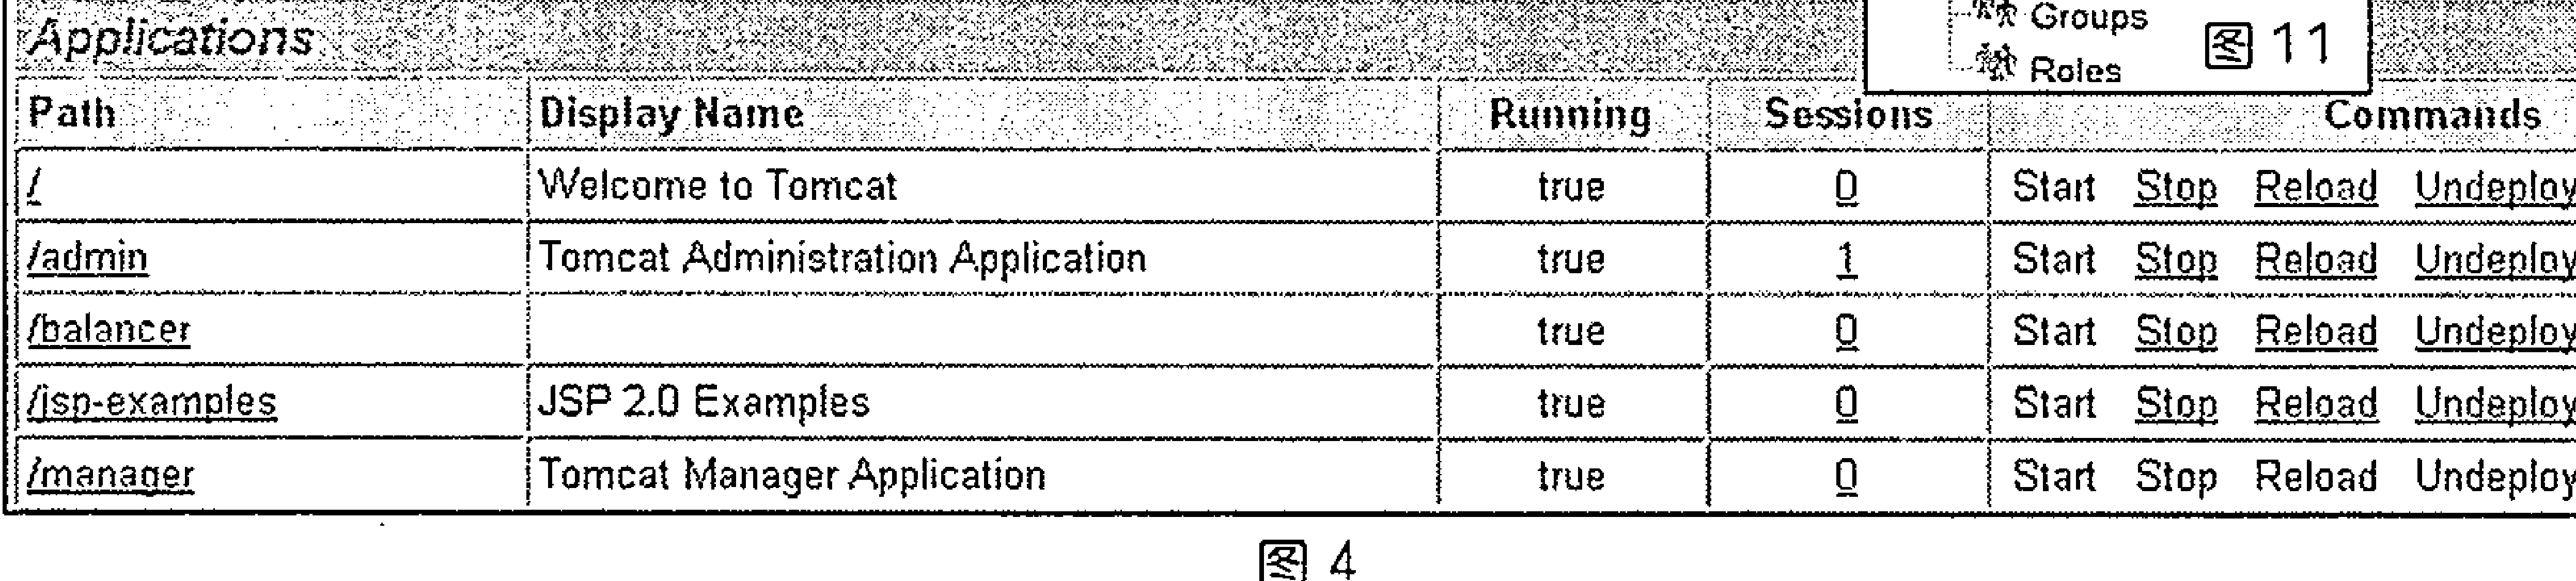 Applications
Groups
Roles
图 11
Path Display Name Running Sessions Commands
/ Welcome to Tomcat true 0 Start Stop Reload Undeploy
/admin Tomcat Administration Application true 1 Start Stop Reload Undeploy
/balancer true 0 Start Stop Reload Undeploy
/jsp-examples JSP 2.0 Examples true 0 Start Stop Reload Undeploy
/manager Tomcat Manager Application true 0 Start Stop Reload Undeploy
图 4